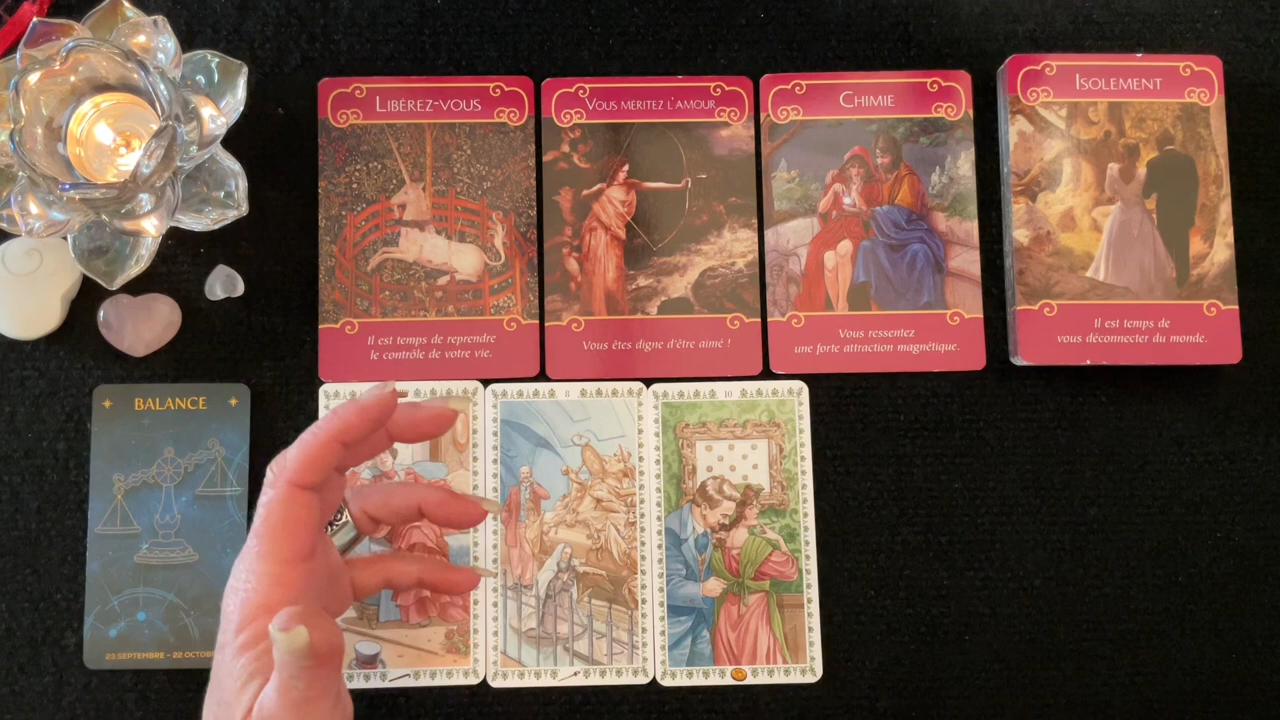 LIBÉREZ-VOUS
Il est temps de reprendre
le contrôle de votre vie.
VOUS MÉRITEZ L'AMOUR
Vous êtes digne d'être aimé !
CHIMIE
Vous ressentez
une forte attraction magnétique.
ISOLEMENT
Il est temps de
vous déconnecter du monde.
BALANCE
23 SEPTEMBRE - 22 OCTOB
8
10